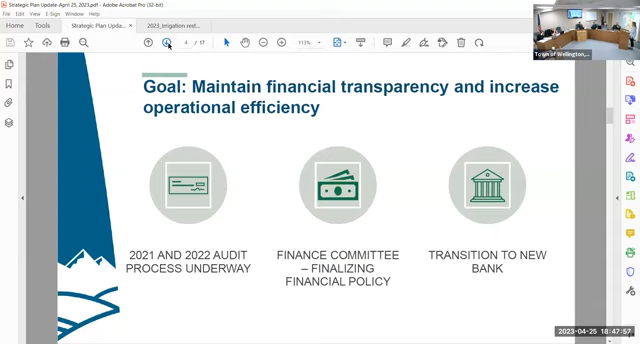 Strategic Plan Update-April 25, 2023.pdf - Adobe Acrobat Pro (32-bit)
File Edit View E-Sign Window Help
Home Tools Strategic Plan Upda... × 2023_Irrigation rest...
4 / 17 113%
Town of Wellington,...
Goal: Maintain financial transparency and increase
operational efficiency
2021 AND 2022 AUDIT
PROCESS UNDERWAY
FINANCE COMMITTEE
– FINALIZING
FINANCIAL POLICY
TRANSITION TO NEW
BANK
2023-04-25 18:47:57